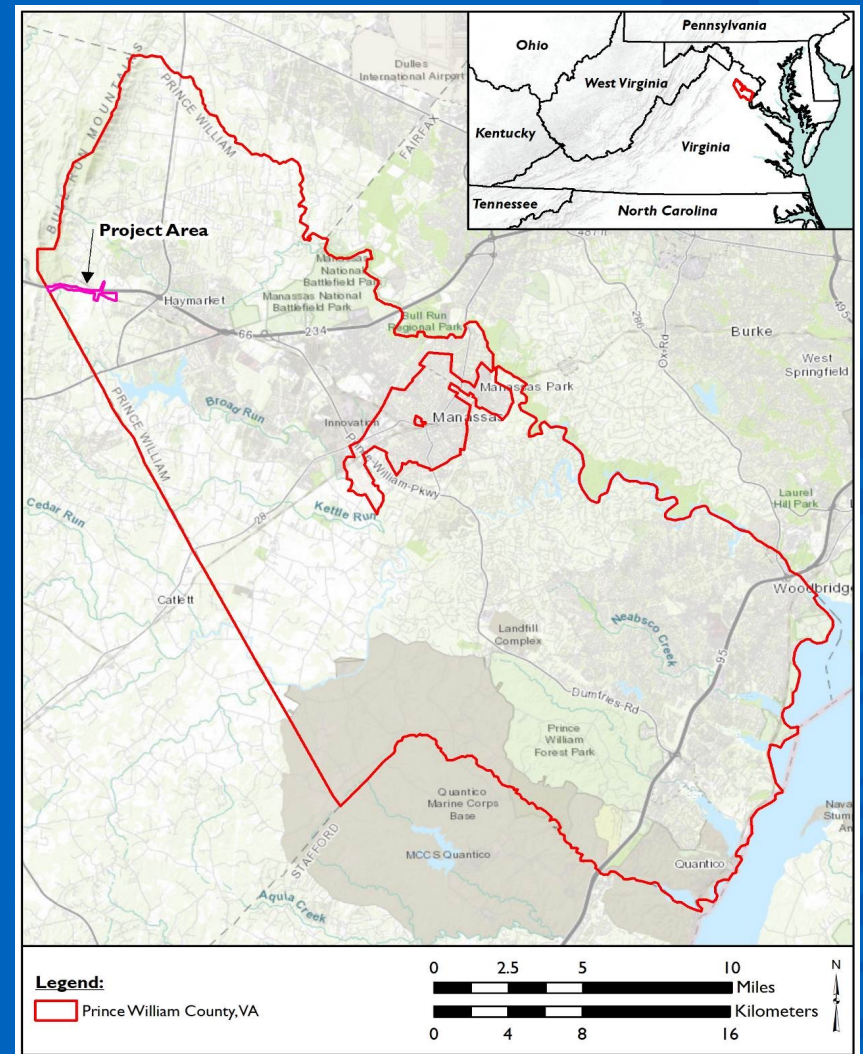 Pennsylvania
Ohio
West Virginia
Kentucky
Virginia
Tennessee
North Carolina
Dulles
International Airport
BULL RUN MOUNTAINS
PRINCE WILLIAM
FAIRFAX
Project Area
Haymarket
Manassas
National
Battlefield Park
Manassas National
Battlefield Park
Bull Run
Regional Park
66
234
286
495
Ox-Rd
Burke
West
Springfield
Manassas Park
Manassas
Innovation
Prince-William-Pkwy
PRINCE WILLIAM
Broad Run
Kettle Run
Cedar Run
28
Catlett
Laurel
Hill Park
Woodbridge
Landfill
Complex
Neabsco Creek
95
Dumfries-Rd
Prince
William
Forest Park
Quantico
Marine Corps
Base
MCCS Quantico
Quantico
STAFFORD
Aquia Creek
Legend:
Prince William County, VA
0 2.5 5 10
Miles
Kilometers
0 4 8 16
N